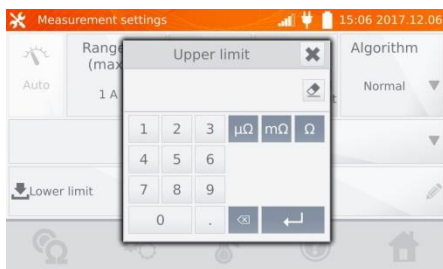 Measurement settings 15:06 2017.12.06
Range Upper limit Algorithm
(max
Auto 1 A Normal
1 2 3 μΩ mΩ Ω
4 5 6
Lower limit 7 8 9
0 .